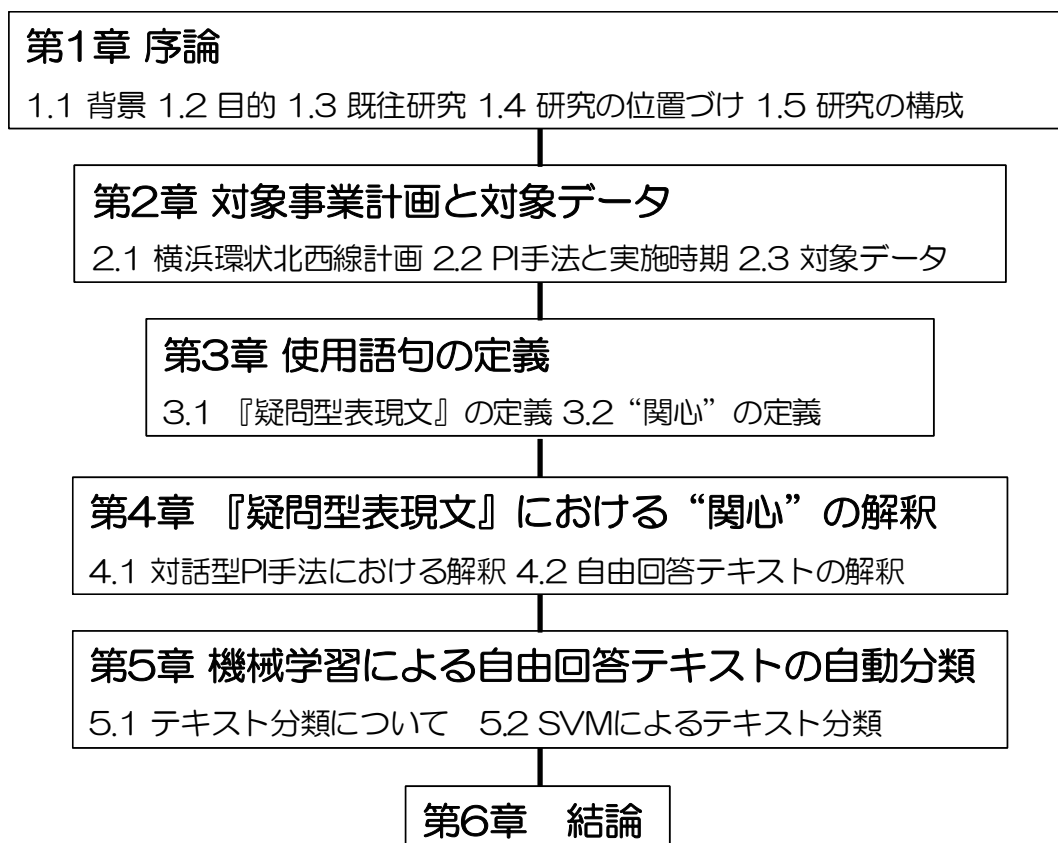 第1章 序論
1.1 背景 1.2 目的 1.3 既往研究 1.4 研究の位置づけ 1.5 研究の構成
第2章 対象事業計画と対象データ
2.1 横浜環状北西線計画 2.2 PI手法と実施時期 2.3 対象データ
第3章 使用語句の定義
3.1 『疑問型表現文』の定義 3.2 “関心”の定義
第4章 『疑問型表現文』における“関心”の解釈
4.1 対話型PI手法における解釈 4.2 自由回答テキストの解釈
第5章 機械学習による自由回答テキストの自動分類
5.1 テキスト分類について　5.2 SVMによるテキスト分類
第6章　結論